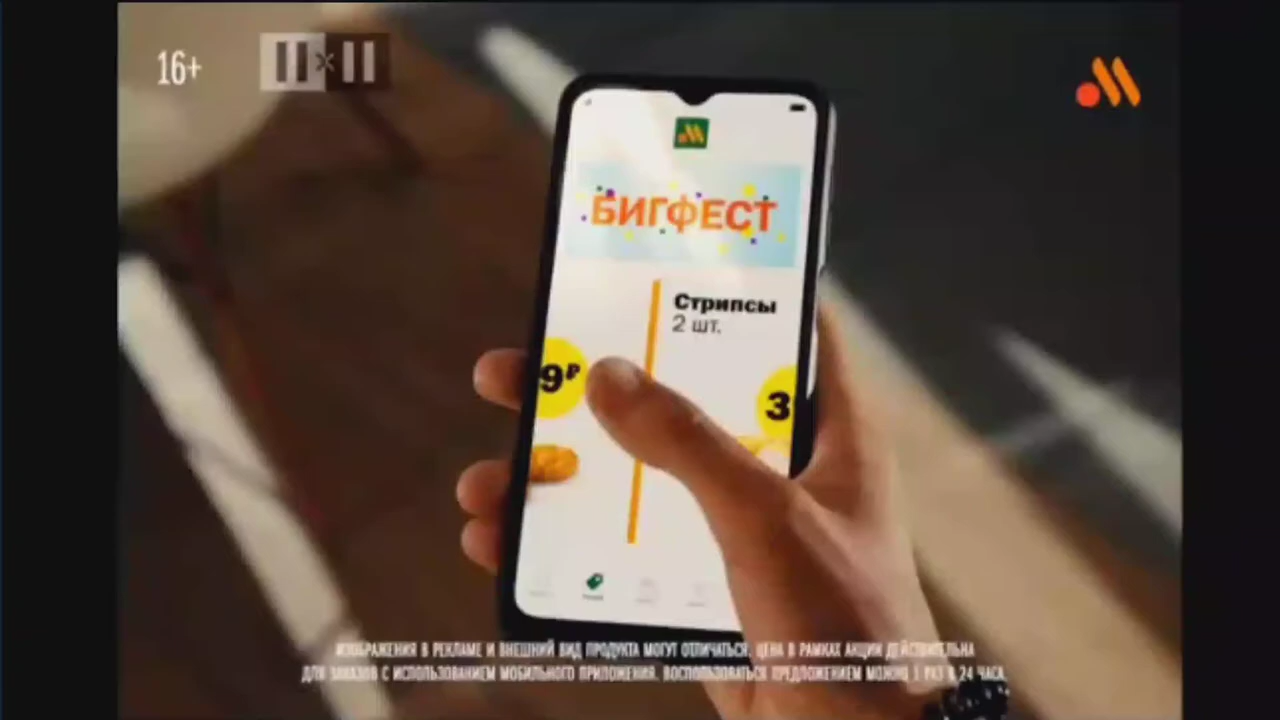 16+
БИГФЕСТ
Стрипсы
2 шт.
9₽
3
ИЗОБРАЖЕНИЯ В РЕКЛАМЕ И ВНЕШНИЙ ВИД ПРОДУКТА МОГУТ ОТЛИЧАТЬСЯ. ЦЕНА В РАМКАХ АКЦИИ ДЕЙСТВИТЕЛЬНА
ДЛЯ ЗАКАЗОВ С ИСПОЛЬЗОВАНИЕМ МОБИЛЬНОГО ПРИЛОЖЕНИЯ. ВОСПОЛЬЗОВАТЬСЯ ПРЕДЛОЖЕНИЕМ МОЖНО 1 РАЗ В 24 ЧАСА.